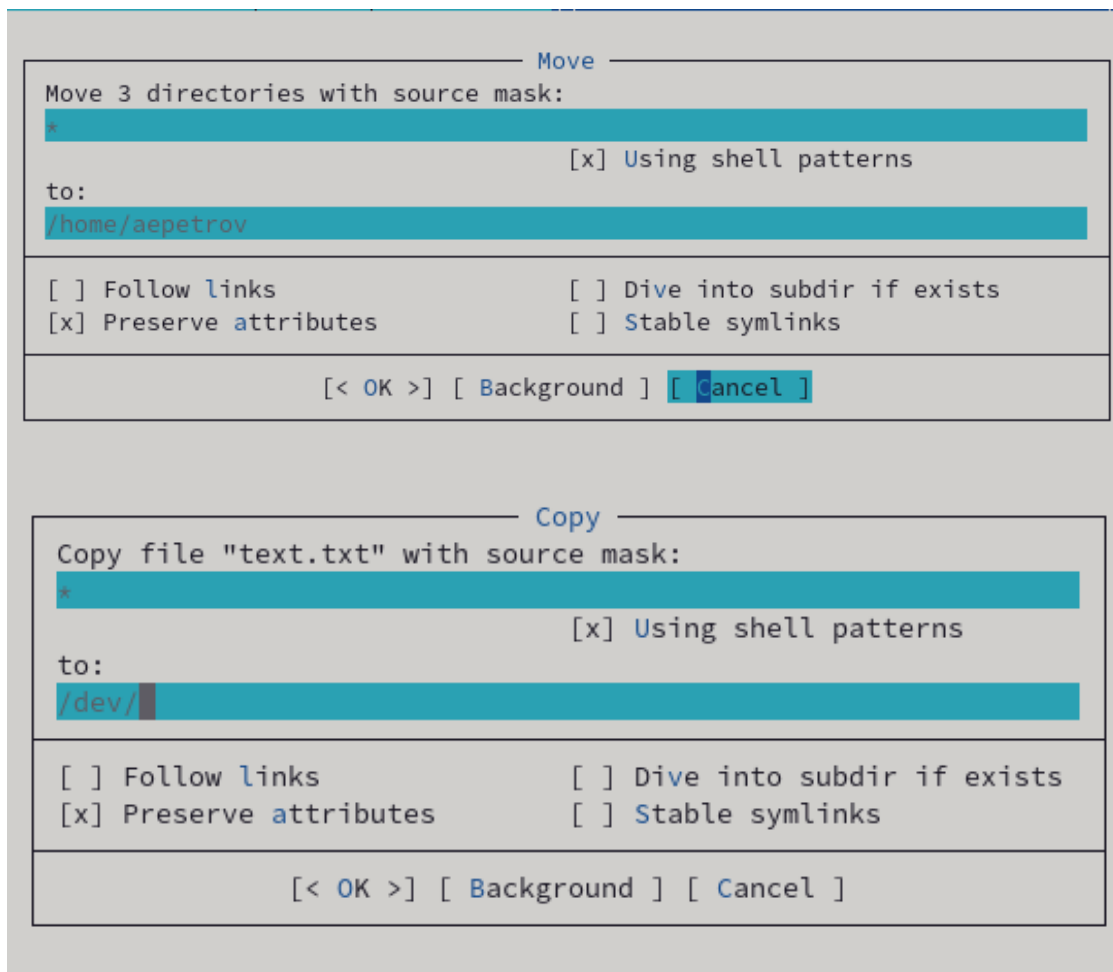 Move
Move 3 directories with source mask:
*
[x] Using shell patterns
to:
/home/aepetrov
[ ] Follow links [ ] Dive into subdir if exists
[x] Preserve attributes [ ] Stable symlinks
[< OK >] [ Background ] [ Cancel ]
Copy
Copy file "text.txt" with source mask:
*
[x] Using shell patterns
to:
/dev/
[ ] Follow links [ ] Dive into subdir if exists
[x] Preserve attributes [ ] Stable symlinks
[< OK >] [ Background ] [ Cancel ]